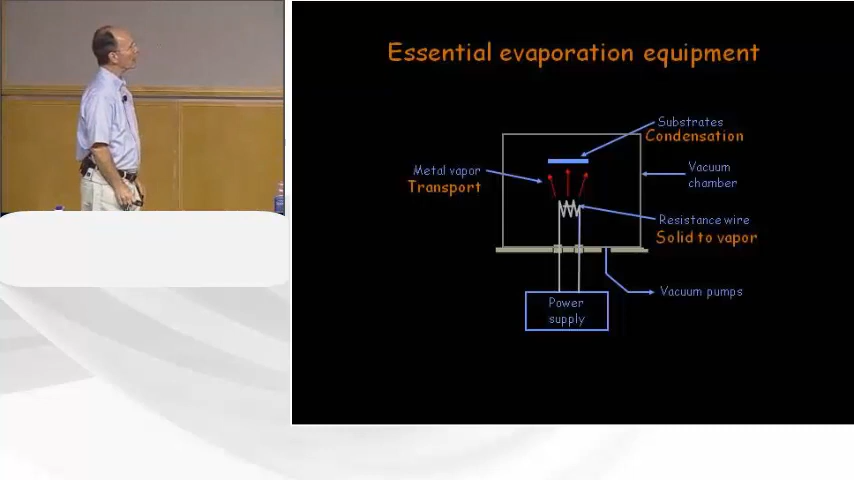 Essential evaporation equipment
Substrates
Condensation
Metal vapor
Transport
Vacuum
chamber
Resistance wire
Solid to vapor
Vacuum pumps
Power
supply